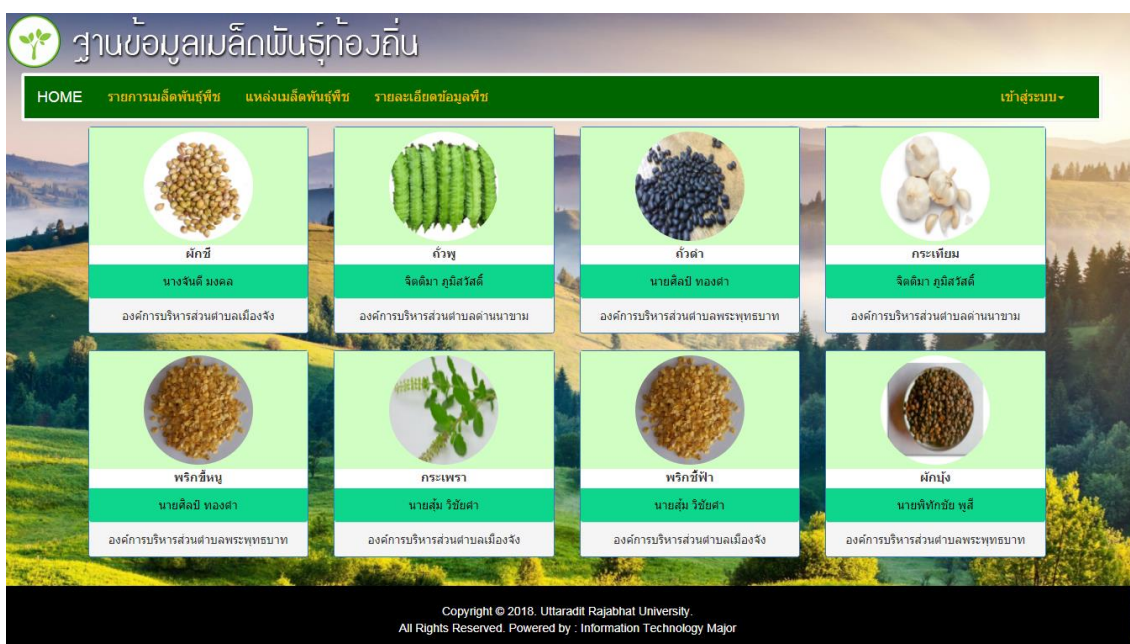 ฐานข้อมูลเมล็ดพันธุ์ท้องถิ่น
HOME รายการเมล็ดพันธุ์พืช แหล่งเมล็ดพันธุ์พืช รายละเอียดข้อมูลพืช เข้าสู่ระบบ
ผักชี ถั่วพู ถั่วดำ กระเทียม
นางจันดี มงคล จิตติมา ภูมิสวัสดิ์ นายศิลป์ ทองคำ จิตติมา ภูมิสวัสดิ์
องค์การบริหารส่วนตำบลเมืองจัง องค์การบริหารส่วนตำบลด่านนาขาม องค์การบริหารส่วนตำบลพระพุทธบาท องค์การบริหารส่วนตำบลด่านนาขาม
พริกขี้หนู กระเพรา พริกชี้ฟ้า ผักบุ้ง
นายศิลป์ ทองคำ นายสุ้ม วิชัยคำ นายสุ้ม วิชัยคำ นายพิทักชัย พูสี
องค์การบริหารส่วนตำบลพระพุทธบาท องค์การบริหารส่วนตำบลเมืองจัง องค์การบริหารส่วนตำบลเมืองจัง องค์การบริหารส่วนตำบลพระพุทธบาท
Copyright © 2018. Uttaradit Rajabhat University.
All Rights Reserved. Powered by : Information Technology Major